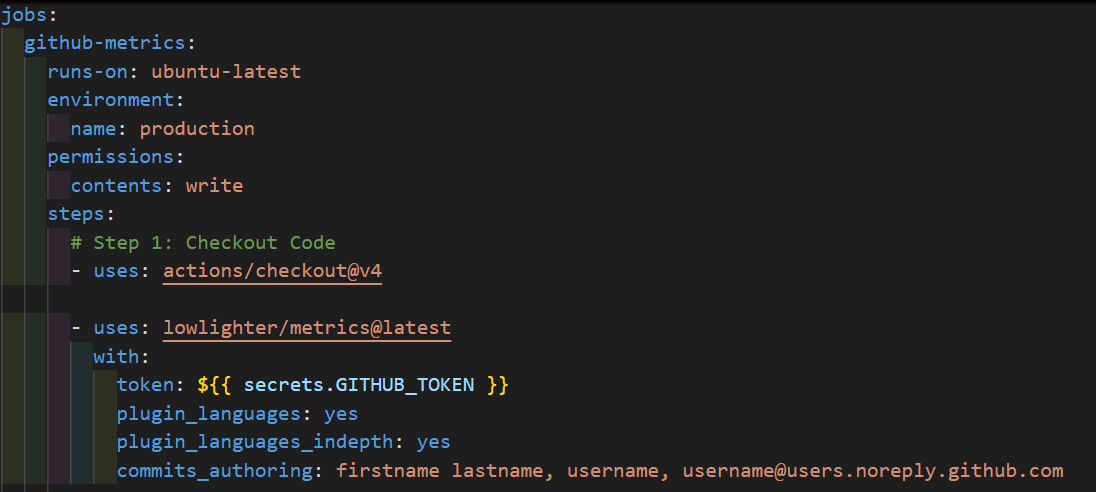 jobs:
github-metrics:
runs-on: ubuntu-latest
environment:
name: production
permissions:
contents: write
steps:
# Step 1: Checkout Code
- uses: actions/checkout@v4
- uses: lowlighter/metrics@latest
with:
token: ${{ secrets.GITHUB_TOKEN }}
plugin_languages: yes
plugin_languages_indepth: yes
commits_authoring: firstname lastname, username, username@users.noreply.github.com